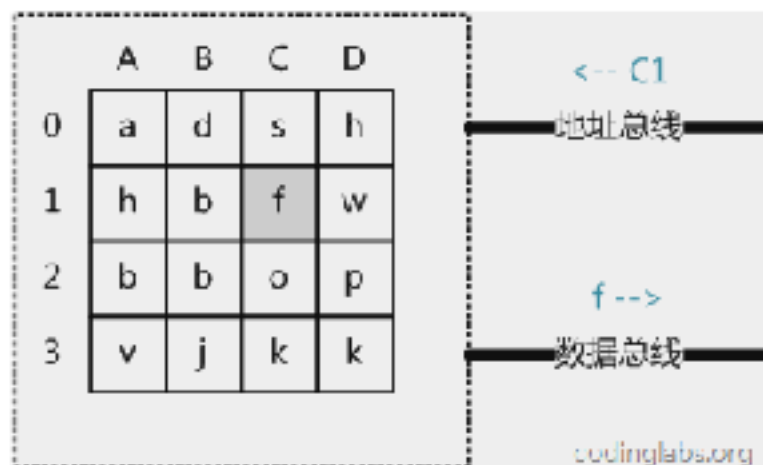 A B C D
<-- C1
0 a d s h
地址总线
1 h b f w
2 b b o p
f -->
3 v j k k
数据总线
codinglabs.org